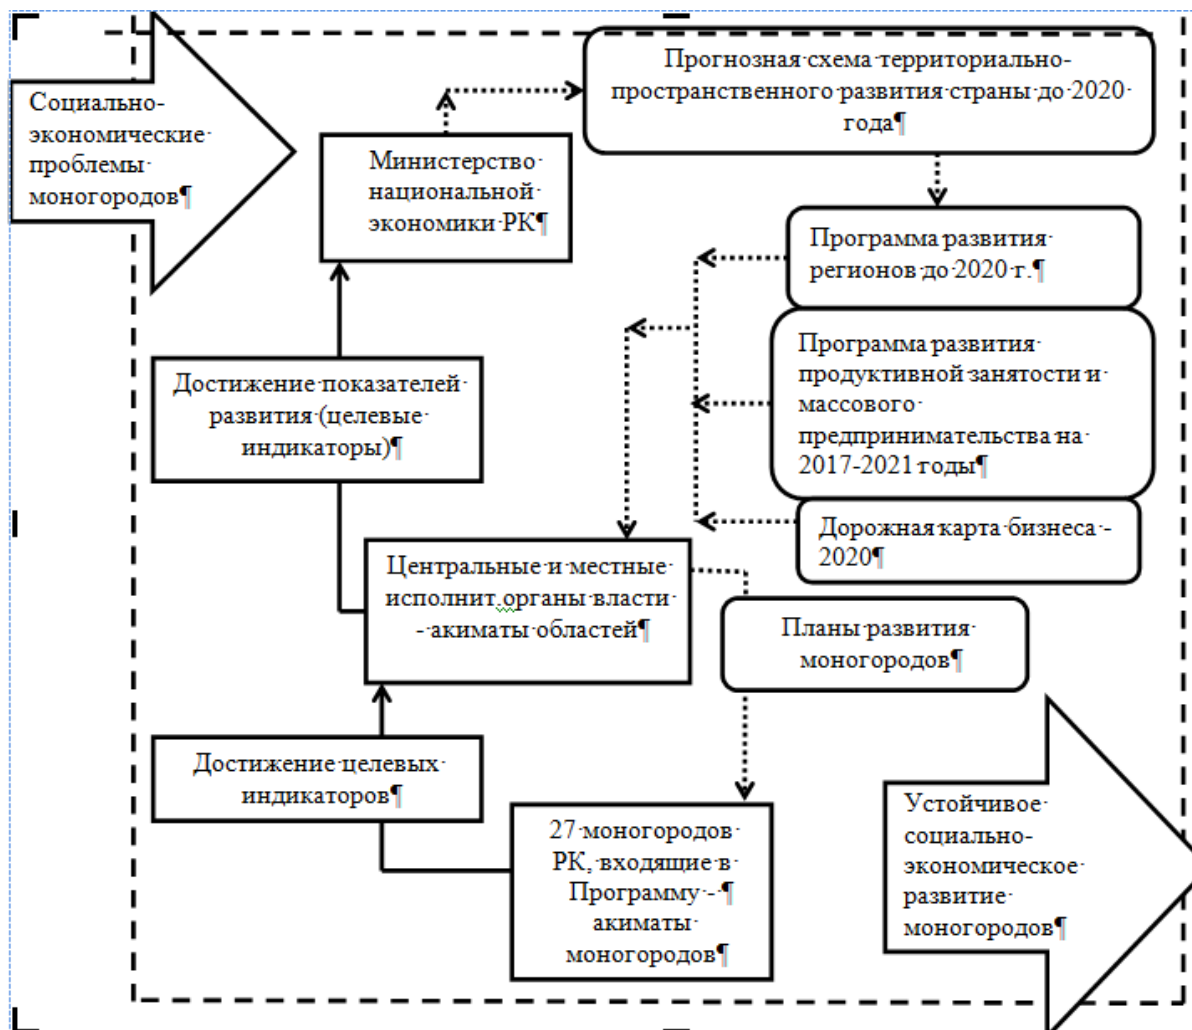 Социально-
экономические
проблемы
моногородов¶
Прогнозная схема территориально-
пространственного развития страны до 2020
года¶
Министерство
национальной
экономики РК¶
Программа развития
регионов до 2020 г.¶
Программа развития
продуктивной занятости и
массового
предпринимательства на
2017-2021 годы¶
Достижение показателей
развития (целевые
индикаторы)¶
Дорожная карта бизнеса -
2020¶
Центральные и местные
исполнит.органы власти
- акиматы областей¶
Планы развития
моногородов¶
Достижение целевых
индикаторов¶
27 моногородов
РК, входящие в
Программу - ¶
акиматы
моногородов¶
Устойчивое
социально-
экономическое
развитие
моногородов¶